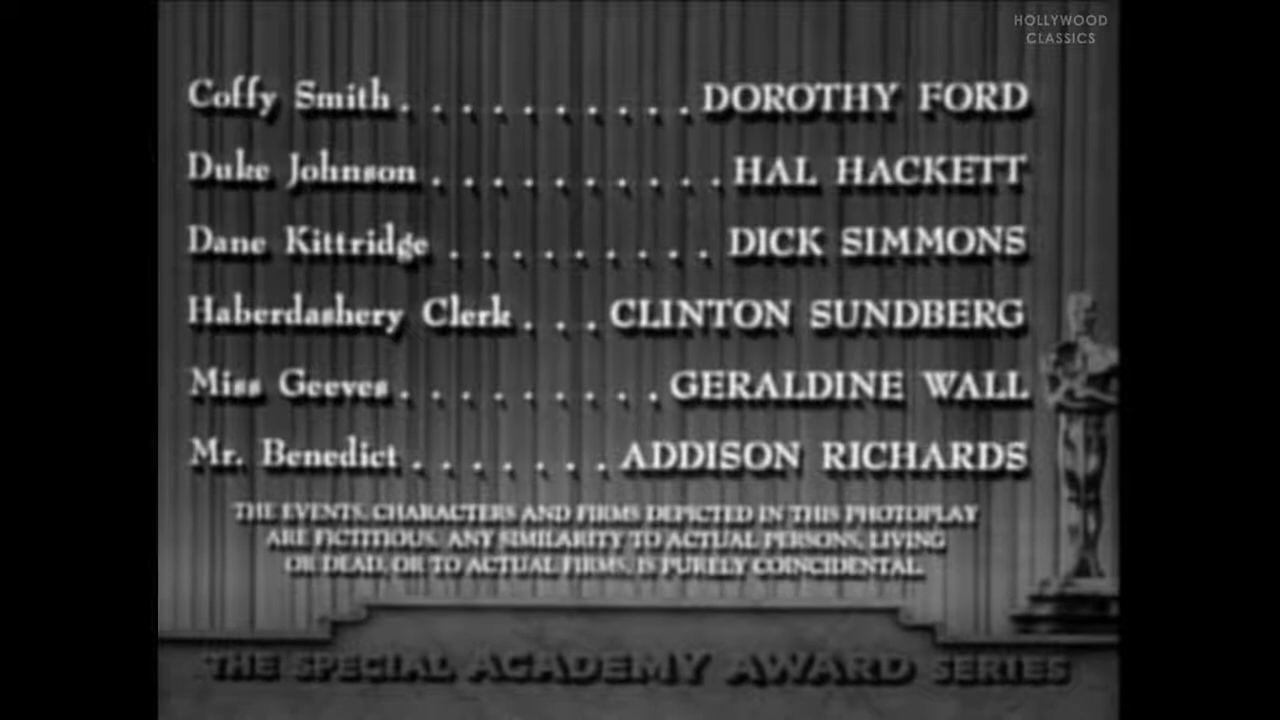 HOLLYWOOD
CLASSICS
Coffy Smith . . . . . . . . . . DOROTHY FORD
Duke Johnson . . . . . . . . . . HAL HACKETT
Dane Kittridge . . . . . . . . . DICK SIMMONS
Haberdashery Clerk . . . CLINTON SUNDBERG
Miss Geeves . . . . . . . . . . GERALDINE WALL
Mr. Benedict . . . . . . . ADDISON RICHARDS
THE EVENTS, CHARACTERS AND FIRMS DEPICTED IN THIS PHOTOPLAY
ARE FICTITIOUS. ANY SIMILARITY TO ACTUAL PERSONS, LIVING
OR DEAD, OR TO ACTUAL FIRMS, IS PURELY COINCIDENTAL.
THE SPECIAL ACADEMY AWARD SERIES